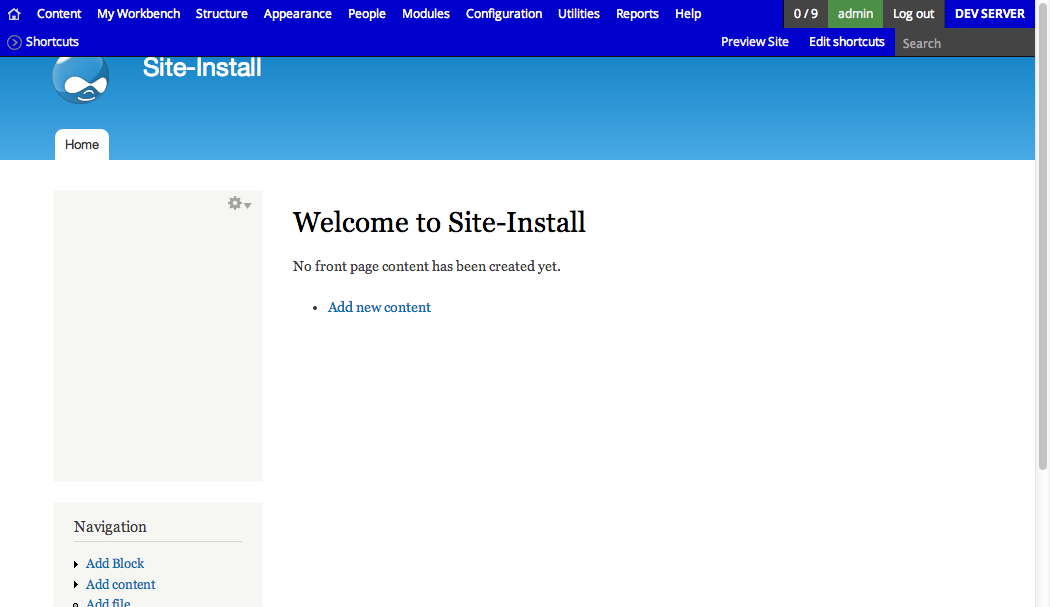 Content My Workbench Structure Appearance People Modules Configuration Utilities Reports Help 0 / 9 admin Log out DEV SERVER
Shortcuts Preview Site Edit shortcuts Search
Site-Install
Home
Welcome to Site-Install
No front page content has been created yet.
Add new content
Navigation
Add Block
Add content
Add file